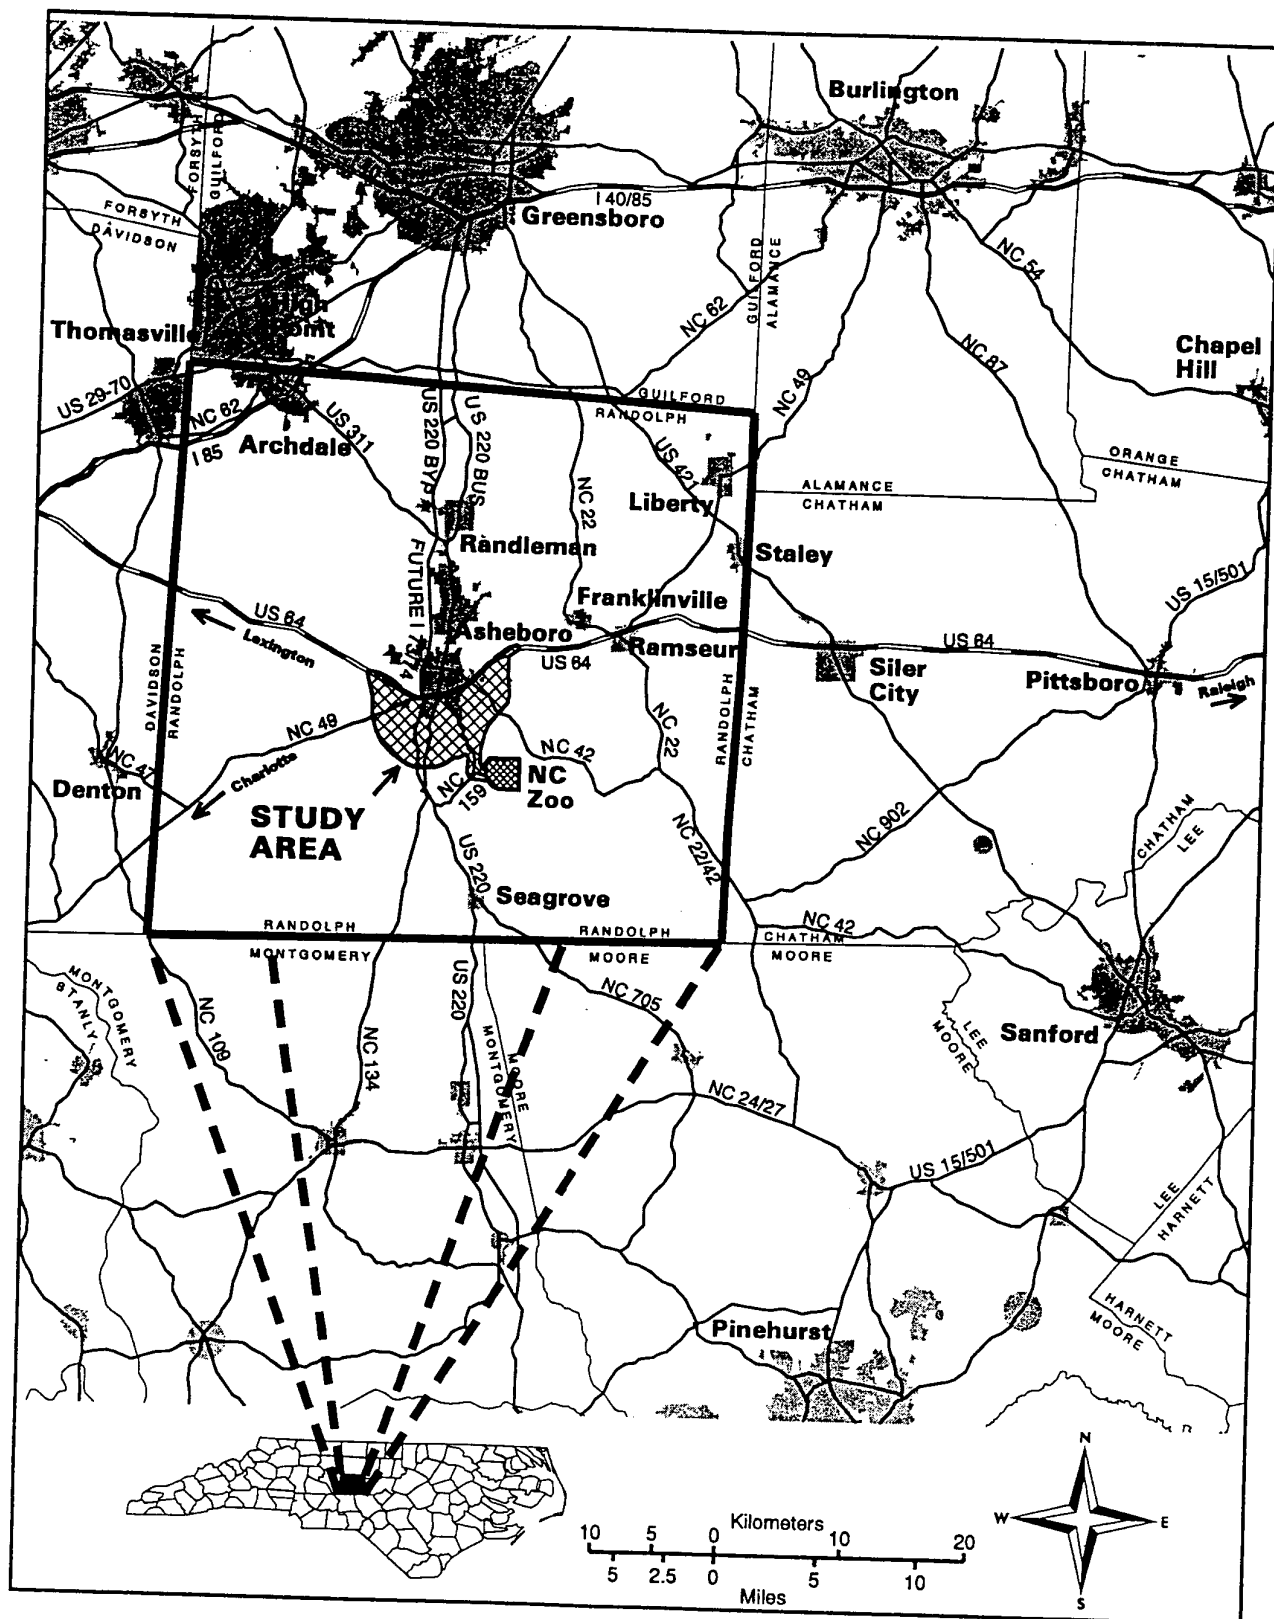 Burlington
FORSYTH
GUILFORD
I 40/85
Greensboro
FORSYTH
DAVIDSON
GUILFORD
ALAMANCE
NC 54
NC 62
High
Point
Thomasville
NC 87
Chapel
Hill
US 29-70
NC 62
US 311
US 220 BYP
US 220 BUS
GUILFORD
RANDOLPH
NC 49
I 85
Archdale
US 421
NC 22
ORANGE
CHATHAM
Liberty
ALAMANCE
CHATHAM
Randleman
Staley
FUTURE I 73/74
US 15/501
Franklinville
US 64
Lexington
Asheboro
US 64
Ramseur
US 64
Siler
City
Pittsboro
Raleigh
DAVIDSON
RANDOLPH
RANDOLPH
CHATHAM
NC 49
NC 42
NC 22
NC 47
Denton
Charlotte
NC
159
NC
Zoo
STUDY
AREA
NC 22/42
NC 902
CHATHAM
LEE
US 220
Seagrove
RANDOLPH
MONTGOMERY
RANDOLPH
MOORE
NC 42
CHATHAM
MOORE
MONTGOMERY
STANLY
NC 109
NC 134
US 220
NC 705
MOORE
MONTGOMERY
LEE
MOORE
Sanford
NC 24/27
US 15/501
LEE
HARNETT
HARNETT
MOORE
Pinehurst
N
W
E
S
10 5 0 Kilometers 10 20
5 2.5 0 5 10
Miles